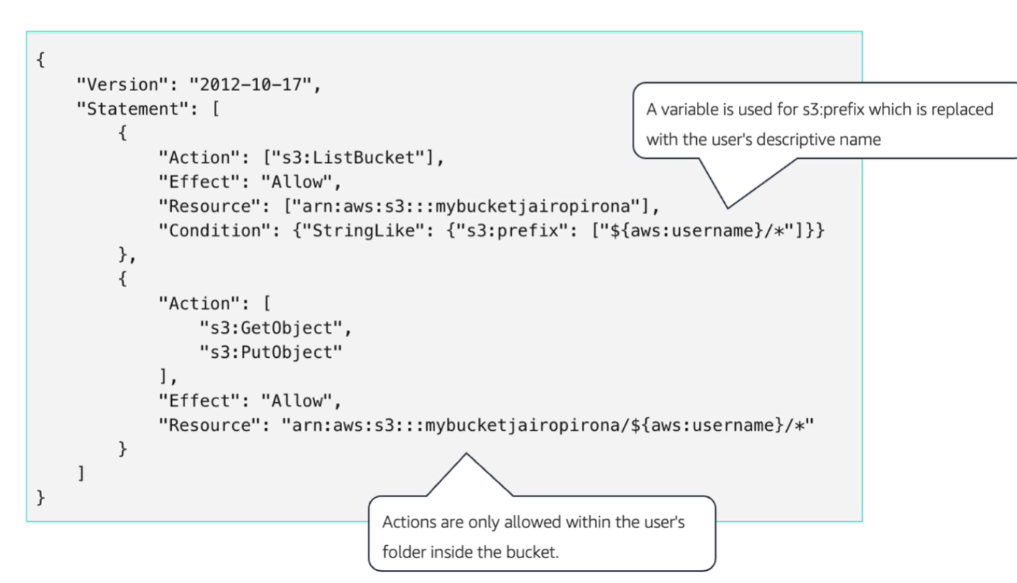 {
    "Version": "2012-10-17",
    "Statement": [
        {
            "Action": ["s3:ListBucket"],
            "Effect": "Allow",
            "Resource": ["arn:aws:s3:::mybucketjairopirona"],
            "Condition": {"StringLike": {"s3:prefix": ["${aws:username}/*"]}}
        },
        {
            "Action": [
                "s3:GetObject",
                "s3:PutObject"
            ],
            "Effect": "Allow",
            "Resource": "arn:aws:s3:::mybucketjairopirona/${aws:username}/*"
        }
    ]
}
A variable is used for s3:prefix which is replaced
with the user's descriptive name
Actions are only allowed within the user's
folder inside the bucket.